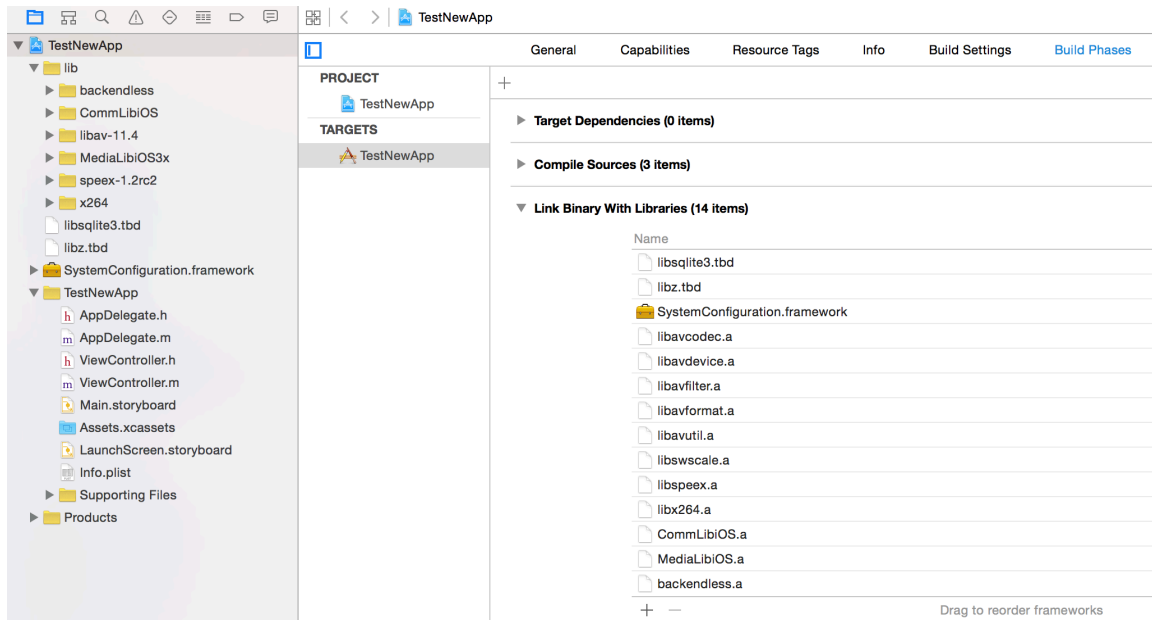 TestNewApp
lib
backendless
CommLibiOS
libav-11.4
MediaLibiOS3x
speex-1.2rc2
x264
libsqlite3.tbd
libz.tbd
SystemConfiguration.framework
TestNewApp
h AppDelegate.h
m AppDelegate.m
h ViewController.h
m ViewController.m
Main.storyboard
Assets.xcassets
LaunchScreen.storyboard
Info.plist
Supporting Files
Products
TestNewApp
General Capabilities Resource Tags Info Build Settings Build Phases
PROJECT
TestNewApp
TARGETS
TestNewApp
Target Dependencies (0 items)
Compile Sources (3 items)
Link Binary With Libraries (14 items)
Name
libsqlite3.tbd
libz.tbd
SystemConfiguration.framework
libavcodec.a
libavdevice.a
libavfilter.a
libavformat.a
libavutil.a
libswscale.a
libspeex.a
libx264.a
CommLibiOS.a
MediaLibiOS.a
backendless.a
Drag to reorder frameworks